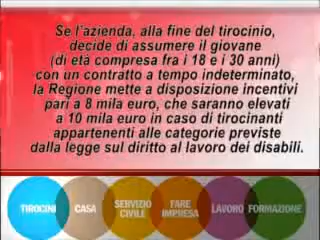 Se l'azienda, alla fine del tirocinio,
decide di assumere il giovane
(di età compresa fra i 18 e i 30 anni)
con un contratto a tempo indeterminato,
la Regione mette a disposizione incentivi
pari a 8 mila euro, che saranno elevati
a 10 mila euro in caso di tirocinanti
appartenenti alle categorie previste
dalla legge sul diritto al lavoro dei disabili.
TIROCINI CASA SERVIZIO CIVILE FARE IMPRESA LAVORO FORMAZIONE